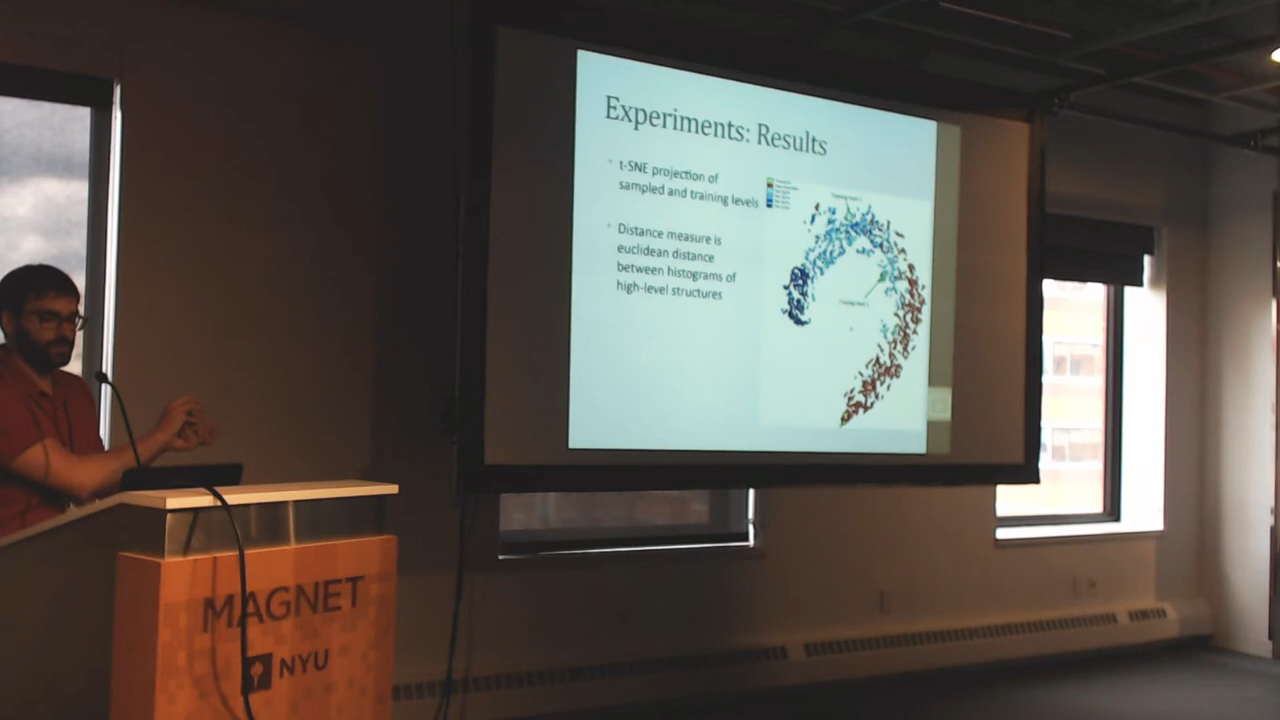 Experiments: Results
t-SNE projection of
sampled and training levels
Distance measure is
euclidean distance
between histograms of
high-level structures
MAGNET
NYU